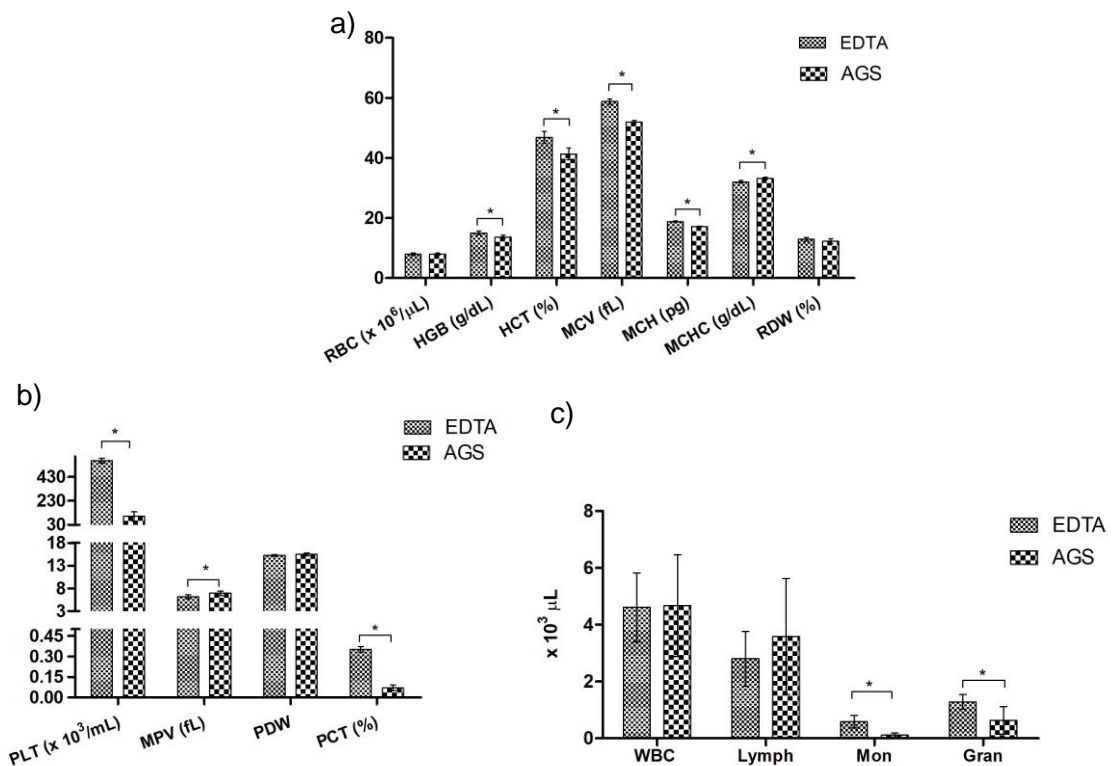 a)
80
60
40
20
0
*
*
*
*
*
*
EDTA
AGS
RBC (x 10⁶/µL)
HGB (g/dL)
HCT (%)
MCV (fL)
MCH (pg)
MCHC (g/dL)
RDW (%)
b)
430
230
30
18
13
8
3
0.45
0.30
0.15
0.00
*
*
*
EDTA
AGS
PLT (x 10³/mL)
MPV (fL)
PDW
PCT (%)
c)
x 10³ µL
8
6
4
2
0
*
*
EDTA
AGS
WBC
Lymph
Mon
Gran